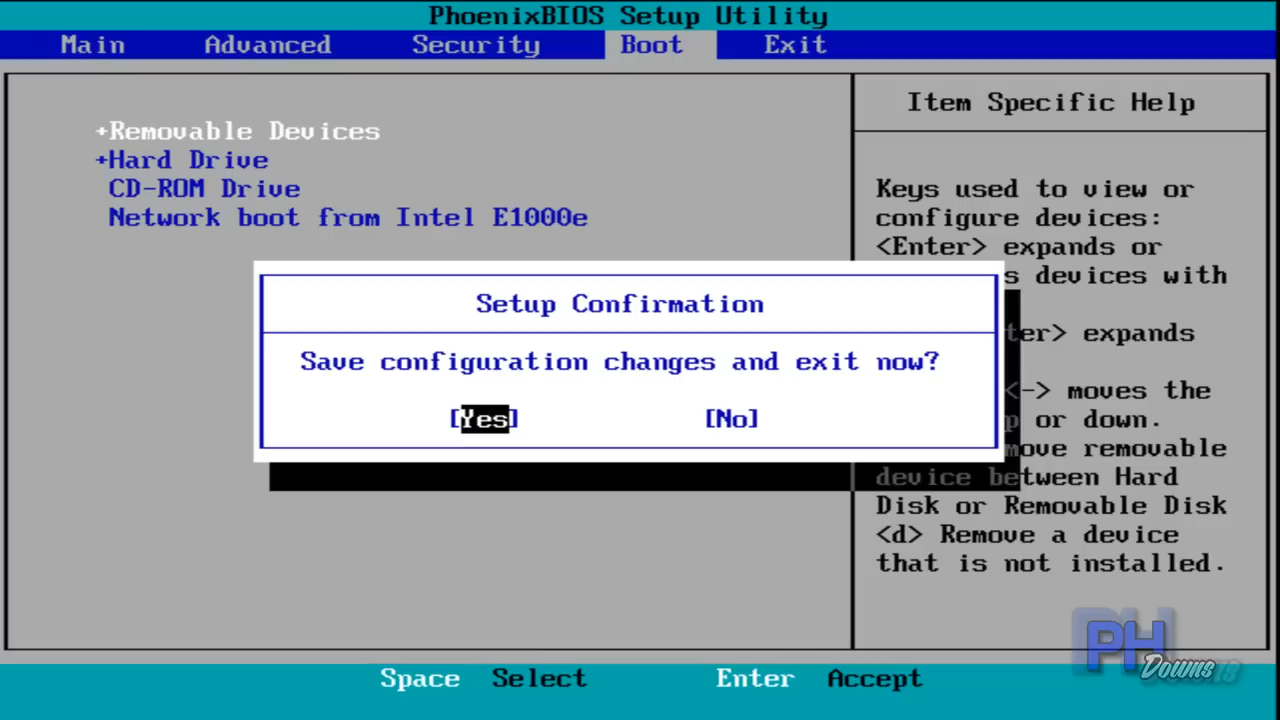 PhoenixBIOS Setup Utility
Main Advanced Security Boot Exit
Item Specific Help
+Removable Devices
+Hard Drive
CD-ROM Drive
Network boot from Intel E1000e
Keys used to view or
configure devices:
<Enter> expands or
s devices with
ter> expands
<-> moves the
p or down.
move removable
device between Hard
Disk or Removable Disk
<d> Remove a device
that is not installed.
Setup Confirmation
Save configuration changes and exit now?
[Yes] [No]
PH
Downs
Space Select Enter Accept